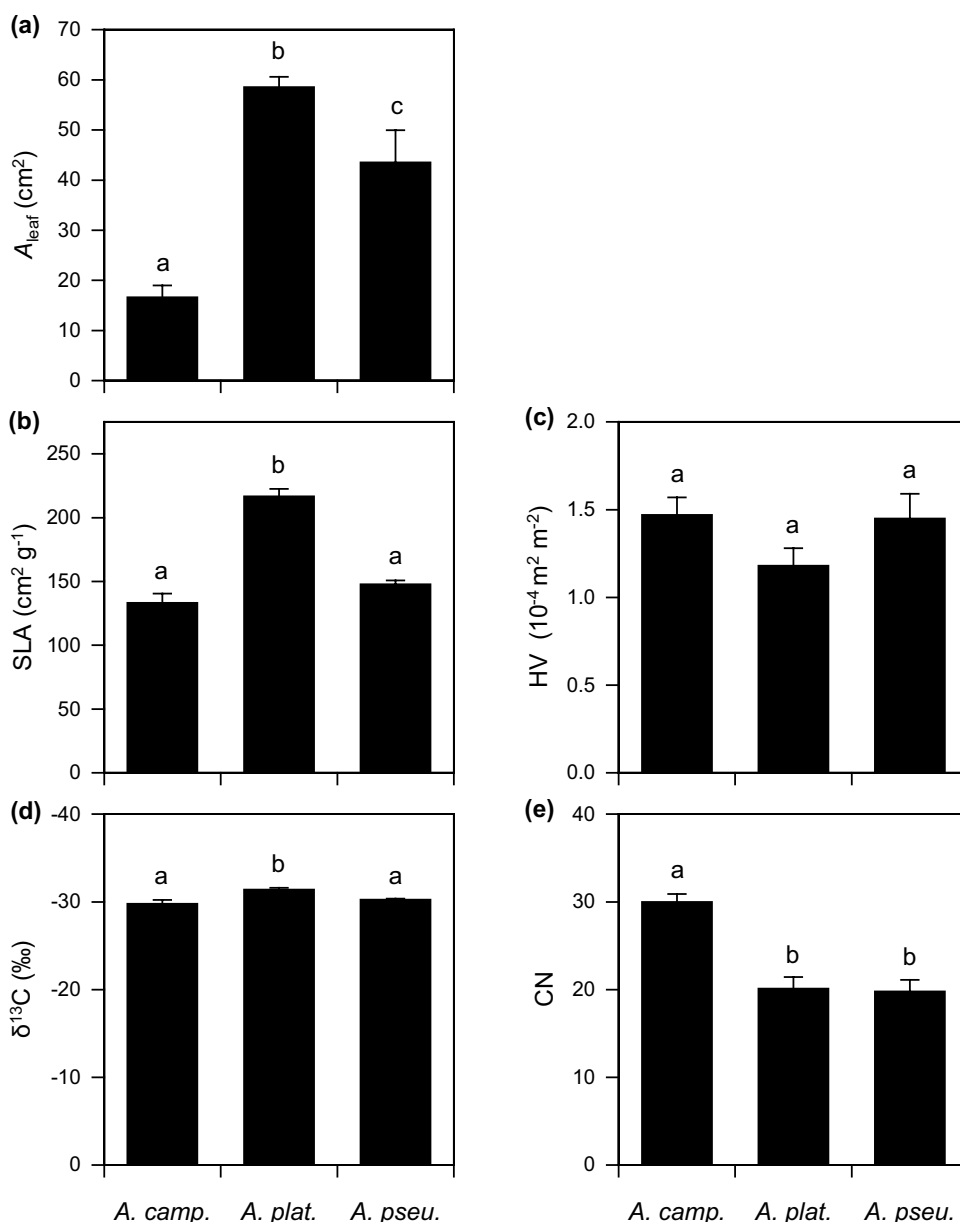 (a)
70
60
50
40
30
20
10
0
A_leaf (cm²)
a
b
c
(b)
250
200
150
100
50
0
SLA (cm² g⁻¹)
a
b
a
(c)
2.0
1.5
1.0
0.5
0.0
HV (10⁻⁴ m² m⁻²)
a
a
a
(d)
-40
-30
-20
-10
0
δ¹³C (‰)
a
b
a
A. camp. A. plat. A. pseu.
(e)
40
30
20
10
0
CN
a
b
b
A. camp. A. plat. A. pseu.